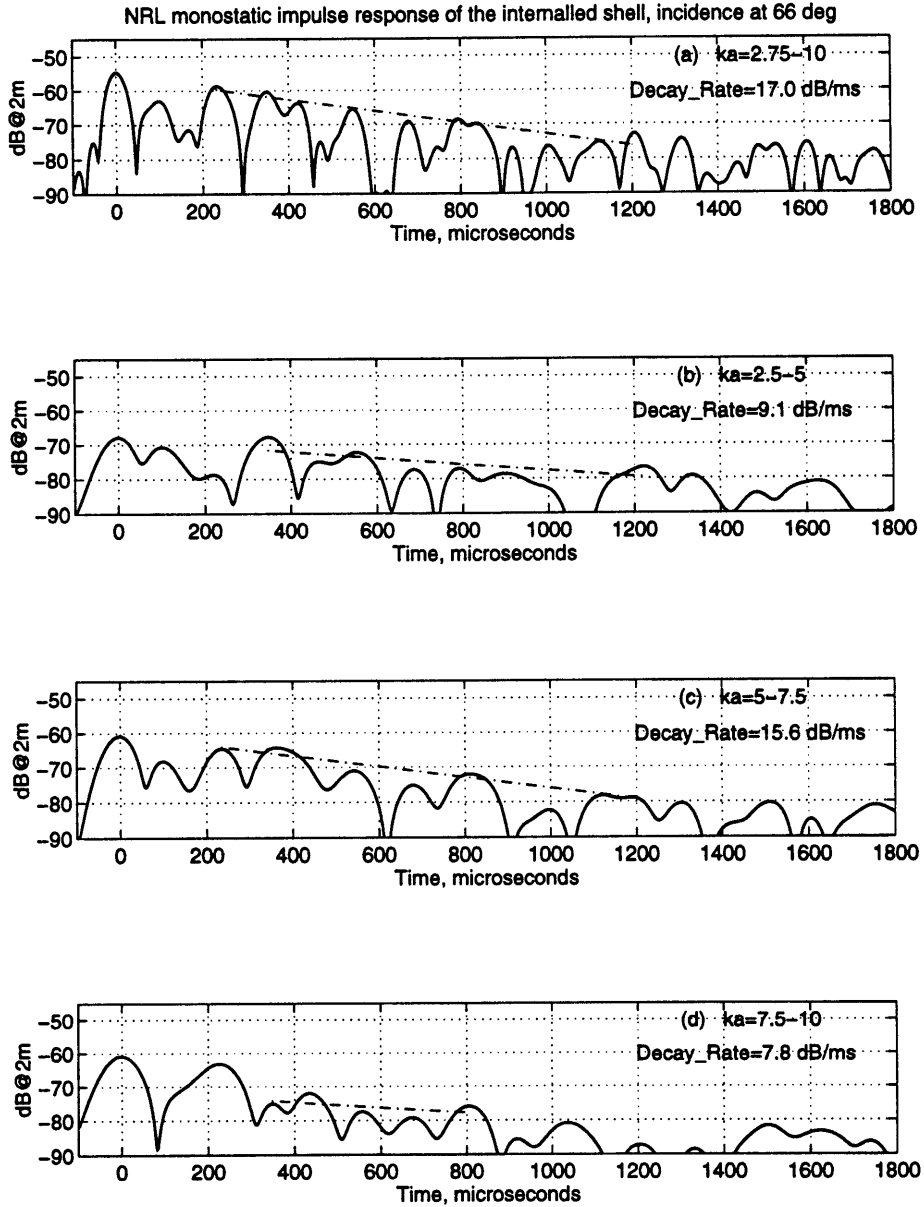 NRL monostatic impulse response of the internalled shell, incidence at 66 deg
(a) ka=2.75−10
Decay_Rate=17.0 dB/ms
dB@2m
−50
−60
−70
−80
−90
0 200 400 600 800 1000 1200 1400 1600 1800
Time, microseconds
(b) ka=2.5−5
Decay_Rate=9.1 dB/ms
dB@2m
−50
−60
−70
−80
−90
0 200 400 600 800 1000 1200 1400 1600 1800
Time, microseconds
(c) ka=5−7.5
Decay_Rate=15.6 dB/ms
dB@2m
−50
−60
−70
−80
−90
0 200 400 600 800 1000 1200 1400 1600 1800
Time, microseconds
(d) ka=7.5−10
Decay_Rate=7.8 dB/ms
dB@2m
−50
−60
−70
−80
−90
0 200 400 600 800 1000 1200 1400 1600 1800
Time, microseconds